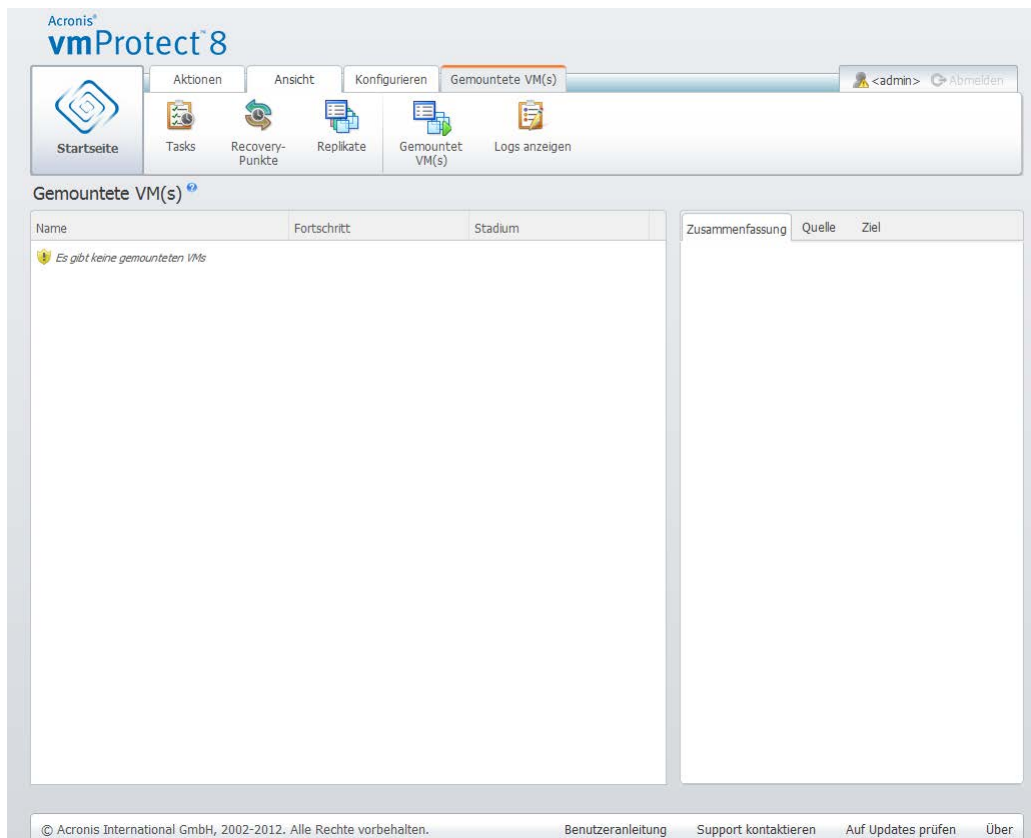 Acronis®
vmProtect™ 8
Aktionen Ansicht Konfigurieren Gemountete VM(s) <admin> Abmelden
Startseite Tasks Recovery-Punkte Replikate Gemountet VM(s) Logs anzeigen
Gemountete VM(s) ?
Name Fortschritt Stadium Zusammenfassung Quelle Ziel
Es gibt keine gemounteten VMs
© Acronis International GmbH, 2002-2012. Alle Rechte vorbehalten. Benutzeranleitung Support kontaktieren Auf Updates prüfen Über